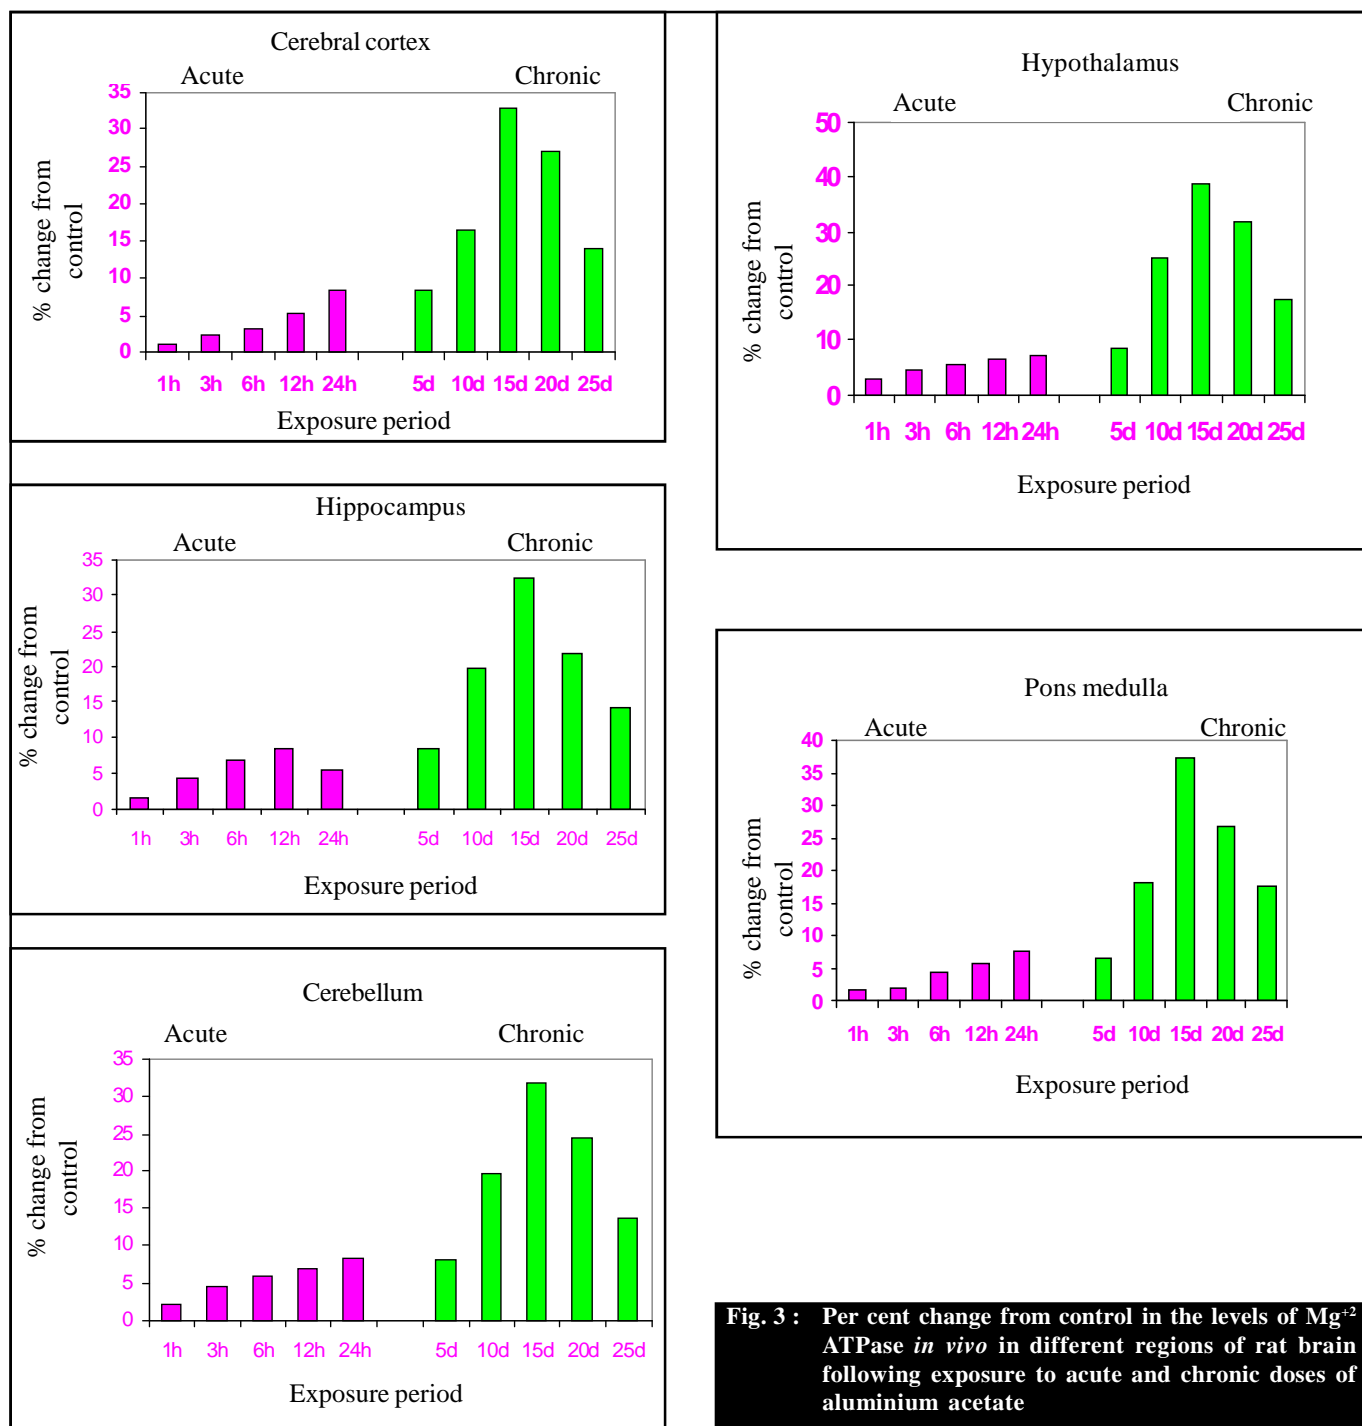 Cerebral cortex
Acute Chronic
% change from
control
35
30
25
20
15
10
5
0
1h 3h 6h 12h 24h 5d 10d 15d 20d 25d
Exposure period
Hippocampus
Acute Chronic
% change from
control
35
30
25
20
15
10
5
0
1h 3h 6h 12h 24h 5d 10d 15d 20d 25d
Exposure period
Cerebellum
Acute Chronic
% change from
control
35
30
25
20
15
10
5
0
1h 3h 6h 12h 24h 5d 10d 15d 20d 25d
Exposure period
Hypothalamus
Acute Chronic
% change from
control
50
40
30
20
10
0
1h 3h 6h 12h 24h 5d 10d 15d 20d 25d
Exposure period
Pons medulla
Acute Chronic
% change from
control
40
35
30
25
20
15
10
5
0
1h 3h 6h 12h 24h 5d 10d 15d 20d 25d
Exposure period
Fig. 3 : Per cent change from control in the levels of Mg⁺²
ATPase in vivo in different regions of rat brain
following exposure to acute and chronic doses of
aluminium acetate